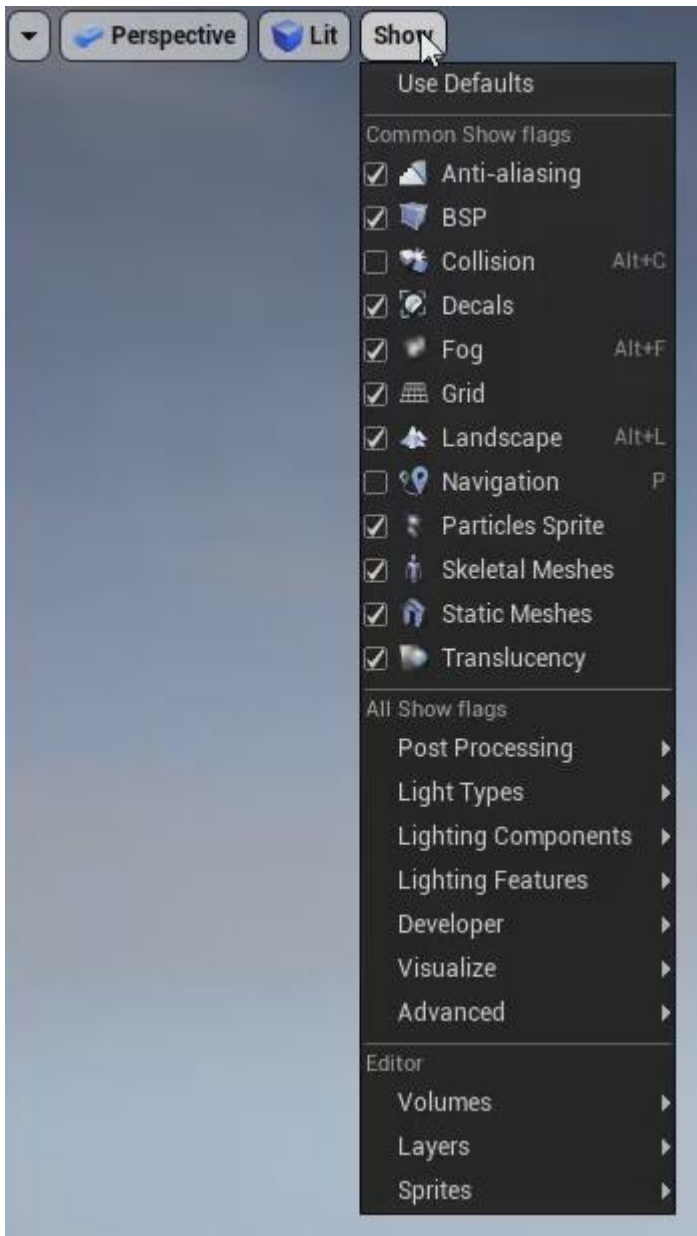 Perspective Lit Show
Use Defaults
Common Show flags
Anti-aliasing
BSP
Collision Alt+C
Decals
Fog Alt+F
Grid
Landscape Alt+L
Navigation P
Particles Sprite
Skeletal Meshes
Static Meshes
Translucency
All Show flags
Post Processing
Light Types
Lighting Components
Lighting Features
Developer
Visualize
Advanced
Editor
Volumes
Layers
Sprites